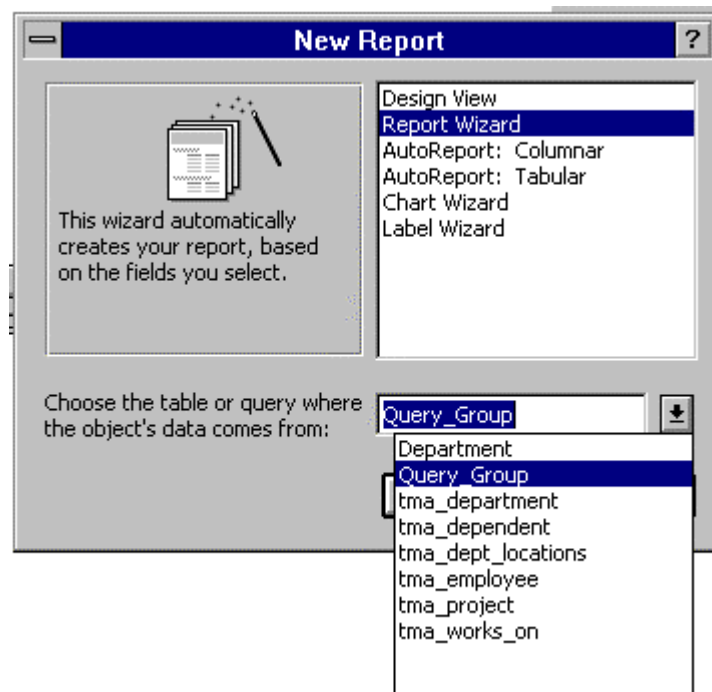 New Report
?
Design View
Report Wizard
AutoReport: Columnar
AutoReport: Tabular
Chart Wizard
Label Wizard
This wizard automatically
creates your report, based
on the fields you select.
Choose the table or query where
the object's data comes from:
Query_Group
Department
Query_Group
tma_department
tma_dependent
tma_dept_locations
tma_employee
tma_project
tma_works_on